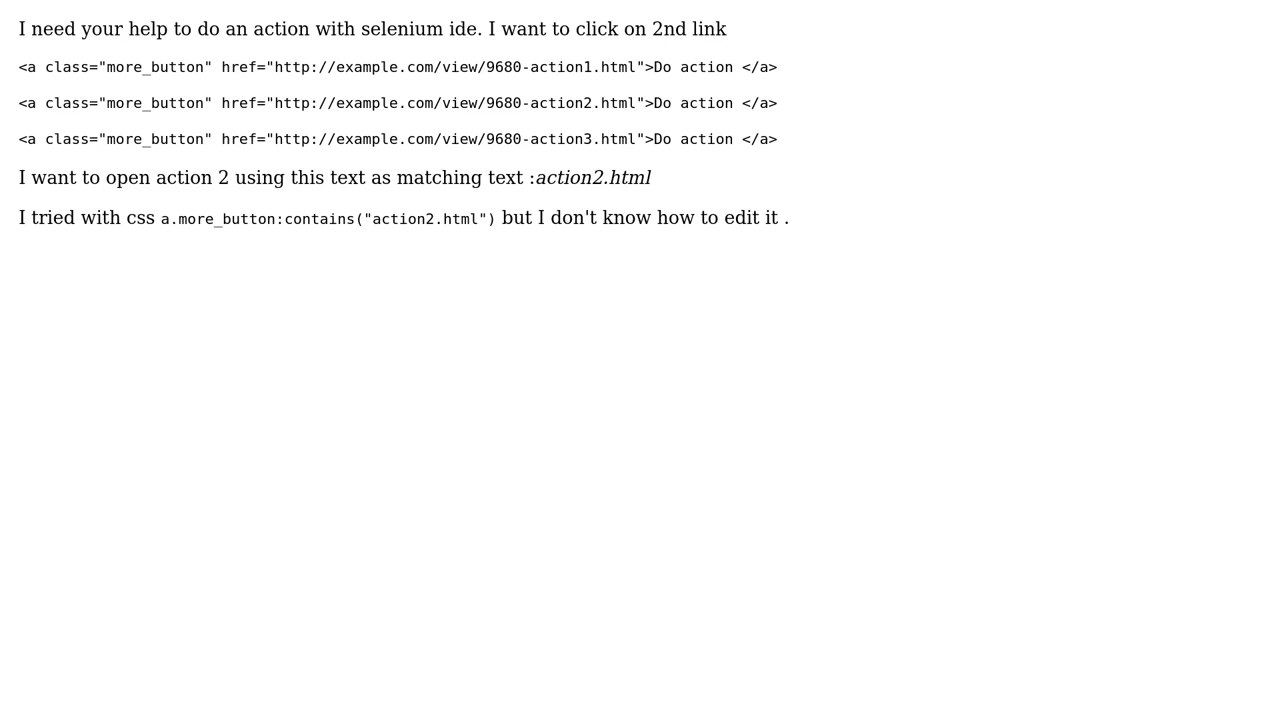 I need your help to do an action with selenium ide. I want to click on 2nd link
<a class="more_button" href="http://example.com/view/9680-action1.html">Do action </a>
<a class="more_button" href="http://example.com/view/9680-action2.html">Do action </a>
<a class="more_button" href="http://example.com/view/9680-action3.html">Do action </a>
I want to open action 2 using this text as matching text :action2.html
I tried with css a.more_button:contains("action2.html") but I don't know how to edit it .